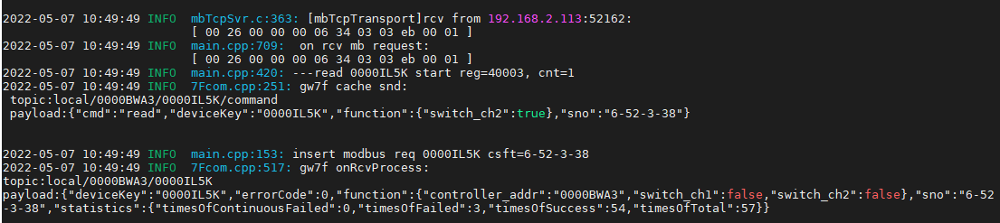 2022-05-07 10:49:49 INFO  mbTcpSvr.c:363: [mbTcpTransport]rcv from 192.168.2.113:52162:
[ 00 26 00 00 00 06 34 03 03 eb 00 01 ]
2022-05-07 10:49:49 INFO  main.cpp:709:  on rcv mb request:
[ 00 26 00 00 00 06 34 03 03 eb 00 01 ]
2022-05-07 10:49:49 INFO  main.cpp:420: ---read 0000IL5K start reg=40003, cnt=1
2022-05-07 10:49:49 INFO  7Fcom.cpp:251: gw7f cache snd:
topic:local/0000BWA3/0000IL5K/command
payload:{"cmd":"read","deviceKey":"0000IL5K","function":{"switch_ch2":true},"sno":"6-52-3-38"}
2022-05-07 10:49:49 INFO  main.cpp:153: insert modbus req 0000IL5K csft=6-52-3-38
2022-05-07 10:49:49 INFO  7Fcom.cpp:517: gw7f onRcvProcess:
topic:local/0000BWA3/0000IL5K
payload:{"deviceKey":"0000IL5K","errorCode":0,"function":{"controller_addr":"0000BWA3","switch_ch1":false,"switch_ch2":false},"sno":"6-52
-3-38","statistics":{"timesOfContinuousFailed":0,"timesOfFailed":3,"timesOfSuccess":54,"timesOfTotal":57}}